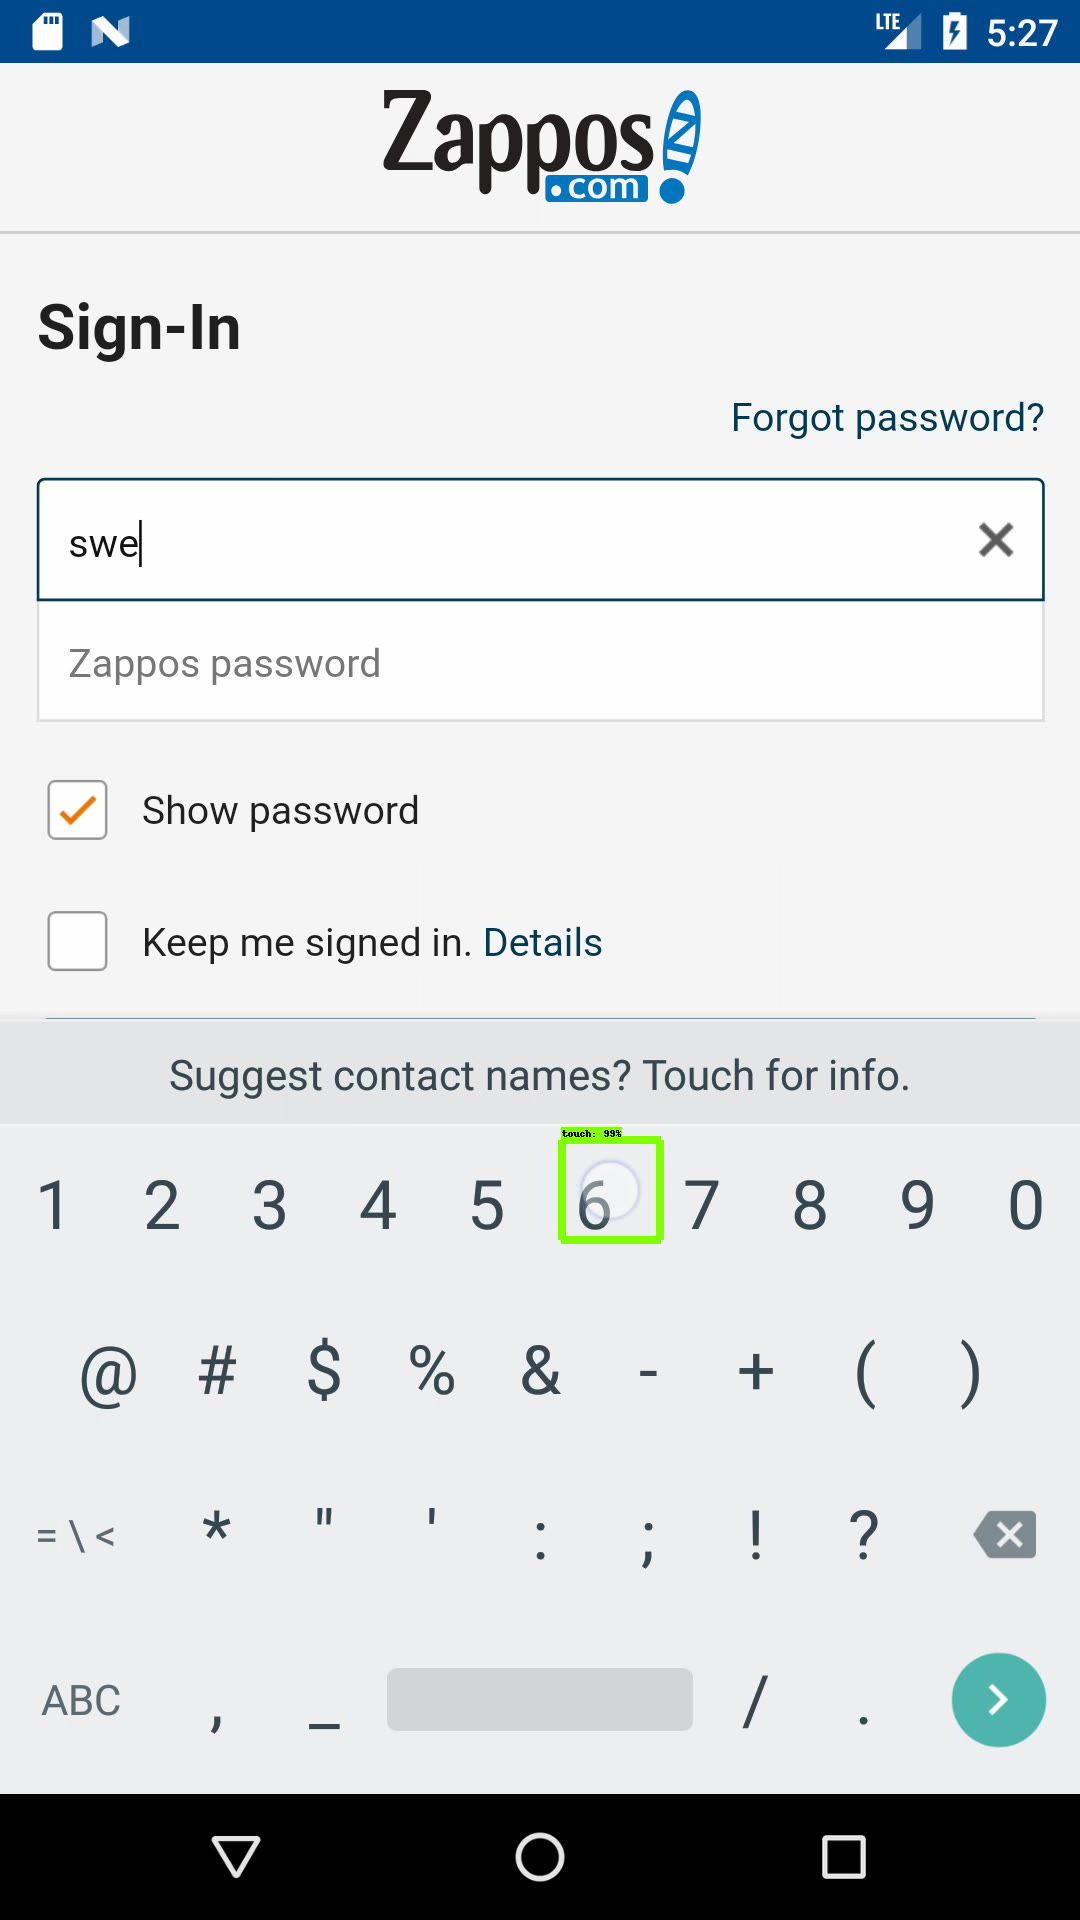 LTE 5:27
Zappos
.com
Sign-In
Forgot password?
swe
Zappos password
Show password
Keep me signed in. Details
Suggest contact names? Touch for info.
touch: 99%
1 2 3 4 5 6 7 8 9 0
@ # $ % & - + ( )
= \ < * " ' : ; ! ?
ABC , _ / .